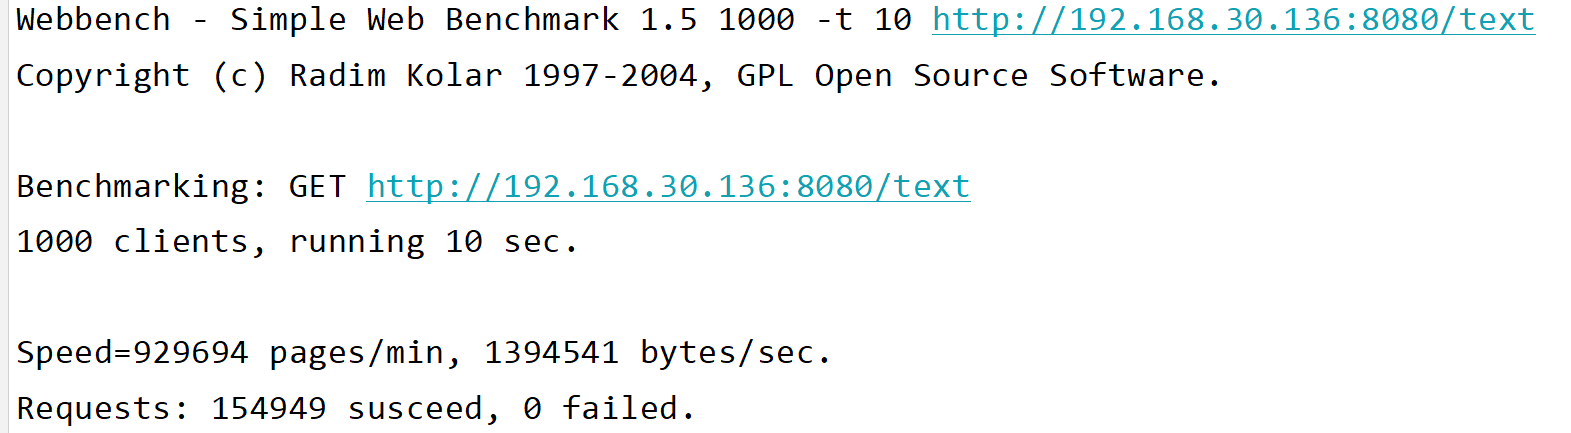 Webbench - Simple Web Benchmark 1.5 1000 -t 10 http://192.168.30.136:8080/text
Copyright (c) Radim Kolar 1997-2004, GPL Open Source Software.
Benchmarking: GET http://192.168.30.136:8080/text
1000 clients, running 10 sec.
Speed=929694 pages/min, 1394541 bytes/sec.
Requests: 154949 susceed, 0 failed.